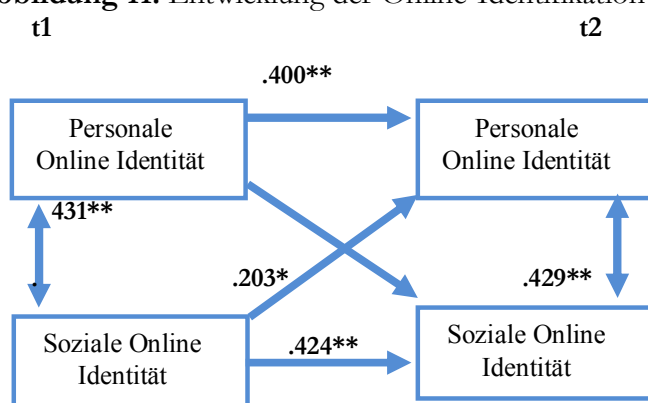 bbildung 11. Entwicklung der Online Identifikation
t1 t2
.400**
Personale
Online Identität
Personale
Online Identität
431**
.
.203*
.429**
Soziale Online
Identität
.424**
Soziale Online
Identität